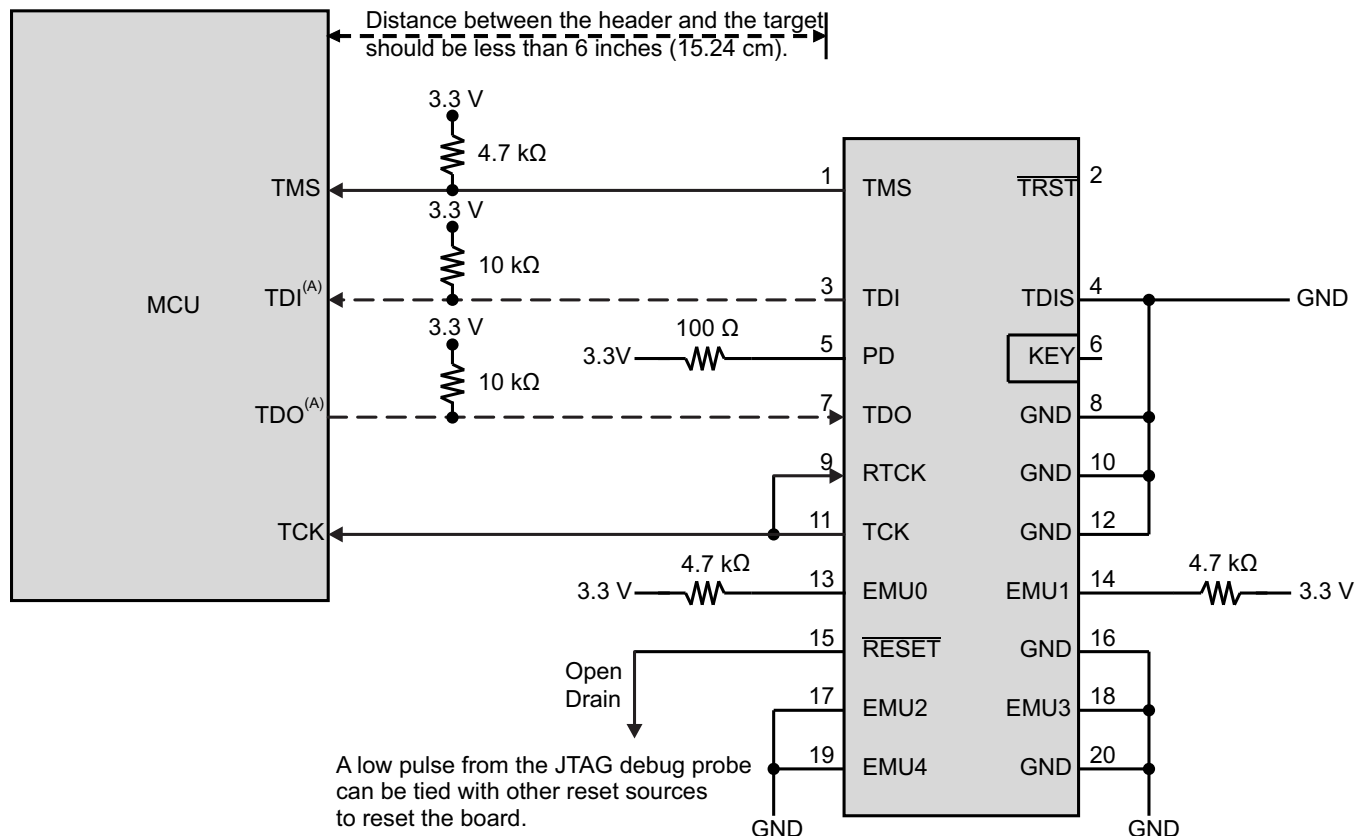 Distance between the header and the target
should be less than 6 inches (15.24 cm).
3.3 V
4.7 kΩ
TMS
1
TMS
TRST
2
3.3 V
10 kΩ
MCU
TDI(A)
3
TDI
TDIS
4
GND
3.3 V
100 Ω
3.3V
5
PD
KEY
6
10 kΩ
TDO(A)
7
TDO
GND
8
9
RTCK
GND
10
TCK
11
TCK
GND
12
3.3 V
4.7 kΩ
13
EMU0
EMU1
14
4.7 kΩ
3.3 V
15
RESET
GND
16
Open
Drain
17
EMU2
EMU3
18
19
EMU4
GND
20
A low pulse from the JTAG debug probe
can be tied with other reset sources
to reset the board.
GND
GND